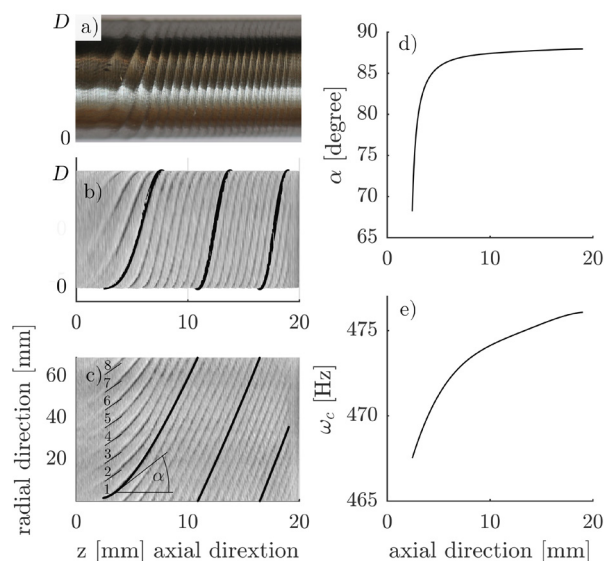 D
a)
0
D
b)
0
0 10 20
60
40
20
radial direction [mm]
c)
8
7
6
5
4
3
2
1
α
0 10 20
z [mm] axial dirextion
d)
90
85
80
75
70
65
α [degree]
0 10 20
e)
475
470
465
ω_c [Hz]
0 10 20
axial direction [mm]